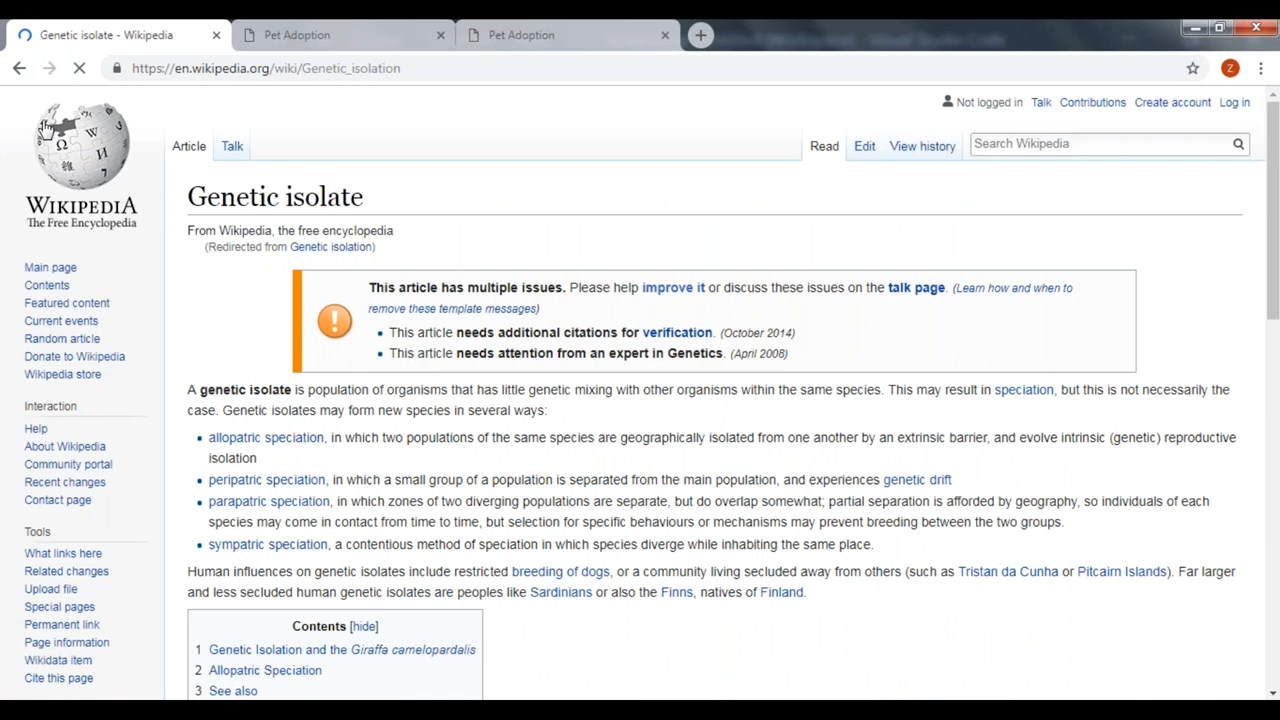 Genetic isolate - Wikipedia
Pet Adoption
Pet Adoption
https://en.wikipedia.org/wiki/Genetic_isolation
Z
Not logged in Talk Contributions Create account Log in
Article Talk Read Edit View history Search Wikipedia
WIKIPEDIA
The Free Encyclopedia
Main page
Contents
Featured content
Current events
Random article
Donate to Wikipedia
Wikipedia store
Interaction
Help
About Wikipedia
Community portal
Recent changes
Contact page
Tools
What links here
Related changes
Upload file
Special pages
Permanent link
Page information
Wikidata item
Cite this page
Genetic isolate
From Wikipedia, the free encyclopedia
(Redirected from Genetic isolation)
This article has multiple issues. Please help improve it or discuss these issues on the talk page. (Learn how and when to
remove these template messages)
• This article needs additional citations for verification. (October 2014)
• This article needs attention from an expert in Genetics. (April 2008)
A genetic isolate is population of organisms that has little genetic mixing with other organisms within the same species. This may result in speciation, but this is not necessarily the
case. Genetic isolates may form new species in several ways:
• allopatric speciation, in which two populations of the same species are geographically isolated from one another by an extrinsic barrier, and evolve intrinsic (genetic) reproductive
isolation
• peripatric speciation, in which a small group of a population is separated from the main population, and experiences genetic drift
• parapatric speciation, in which zones of two diverging populations are separate, but do overlap somewhat; partial separation is afforded by geography, so individuals of each
species may come in contact from time to time, but selection for specific behaviours or mechanisms may prevent breeding between the two groups.
• sympatric speciation, a contentious method of speciation in which species diverge while inhabiting the same place.
Human influences on genetic isolates include restricted breeding of dogs, or a community living secluded away from others (such as Tristan da Cunha or Pitcairn Islands). Far larger
and less secluded human genetic isolates are peoples like Sardinians or also the Finns, natives of Finland.
Contents [hide]
1 Genetic Isolation and the Giraffa camelopardalis
2 Allopatric Speciation
3 See also